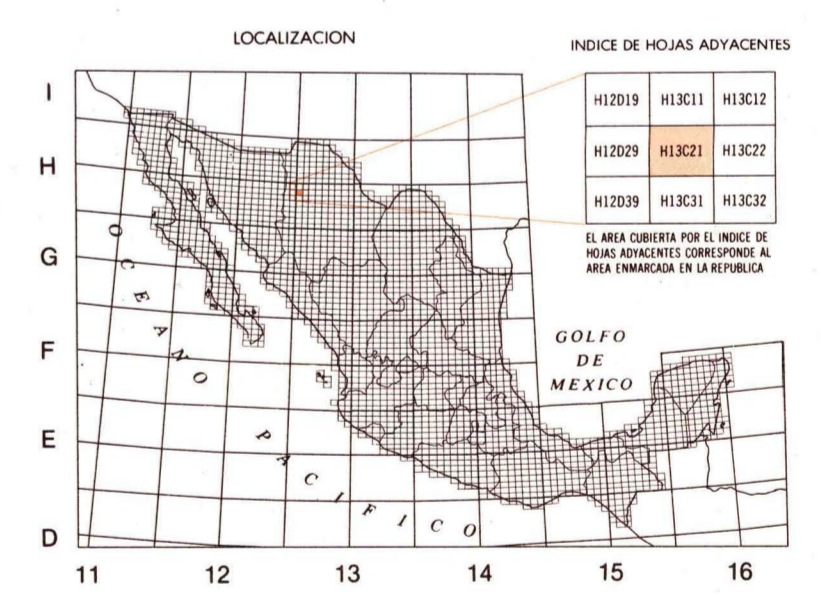 LOCALIZACION
INDICE DE HOJAS ADYACENTES
H12D19 H13C11 H13C12
H12D29 H13C21 H13C22
H12D39 H13C31 H13C32
EL AREA CUBIERTA POR EL INDICE DE
HOJAS ADYACENTES CORRESPONDE AL
AREA ENMARCADA EN LA REPUBLICA
I
H
G
F
E
D
OCEANO PACIFICO
GOLFO
DE
MEXICO
11 12 13 14 15 16